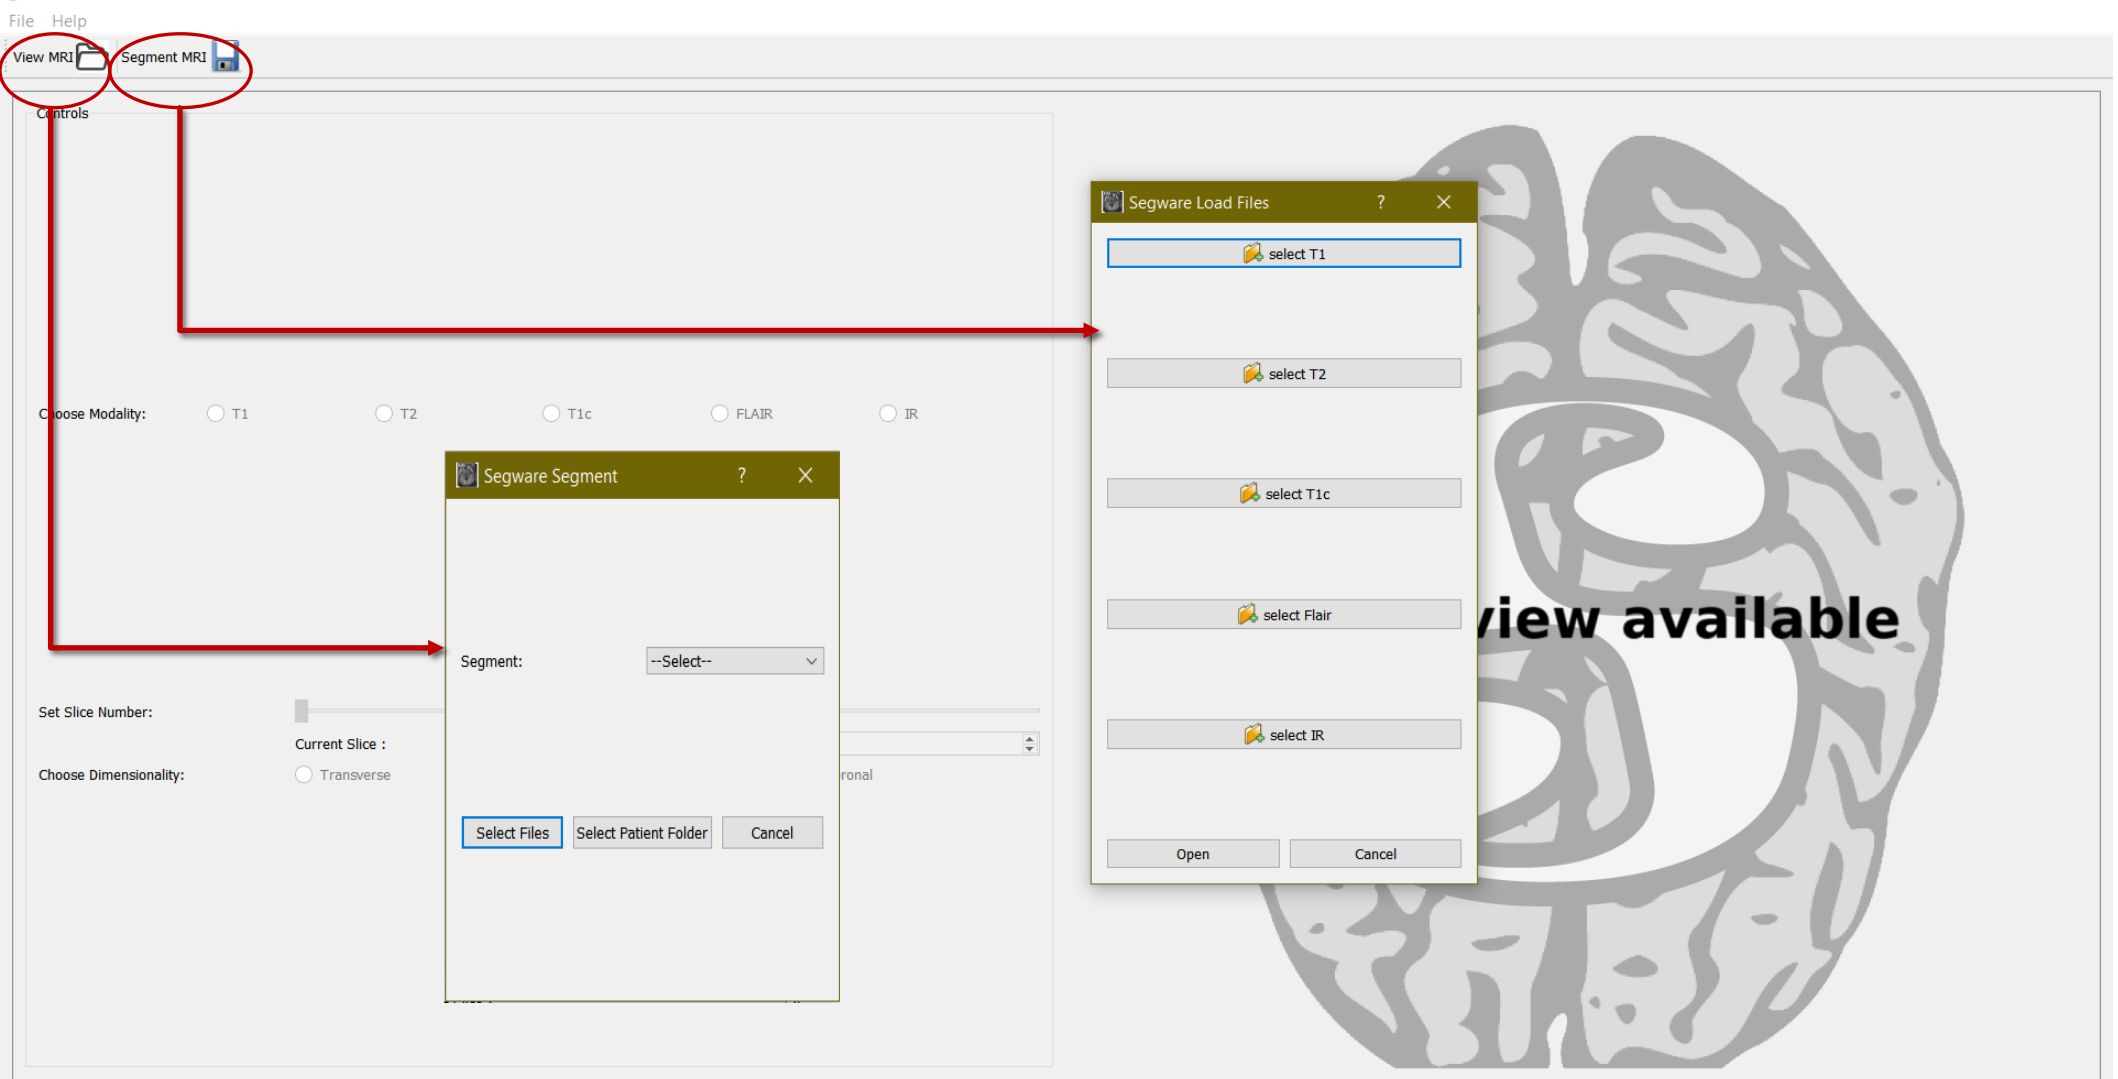 File Help
View MRI Segment MRI
Controls
Choose Modality: T1 T2 T1c FLAIR IR
Set Slice Number:
Current Slice :
Choose Dimensionality: Transverse ronal
Segware Segment ? ×
Segment: --Select--
Select Files Select Patient Folder Cancel
Segware Load Files ? ×
select T1
select T2
select T1c
select Flair
select IR
Open Cancel
view available